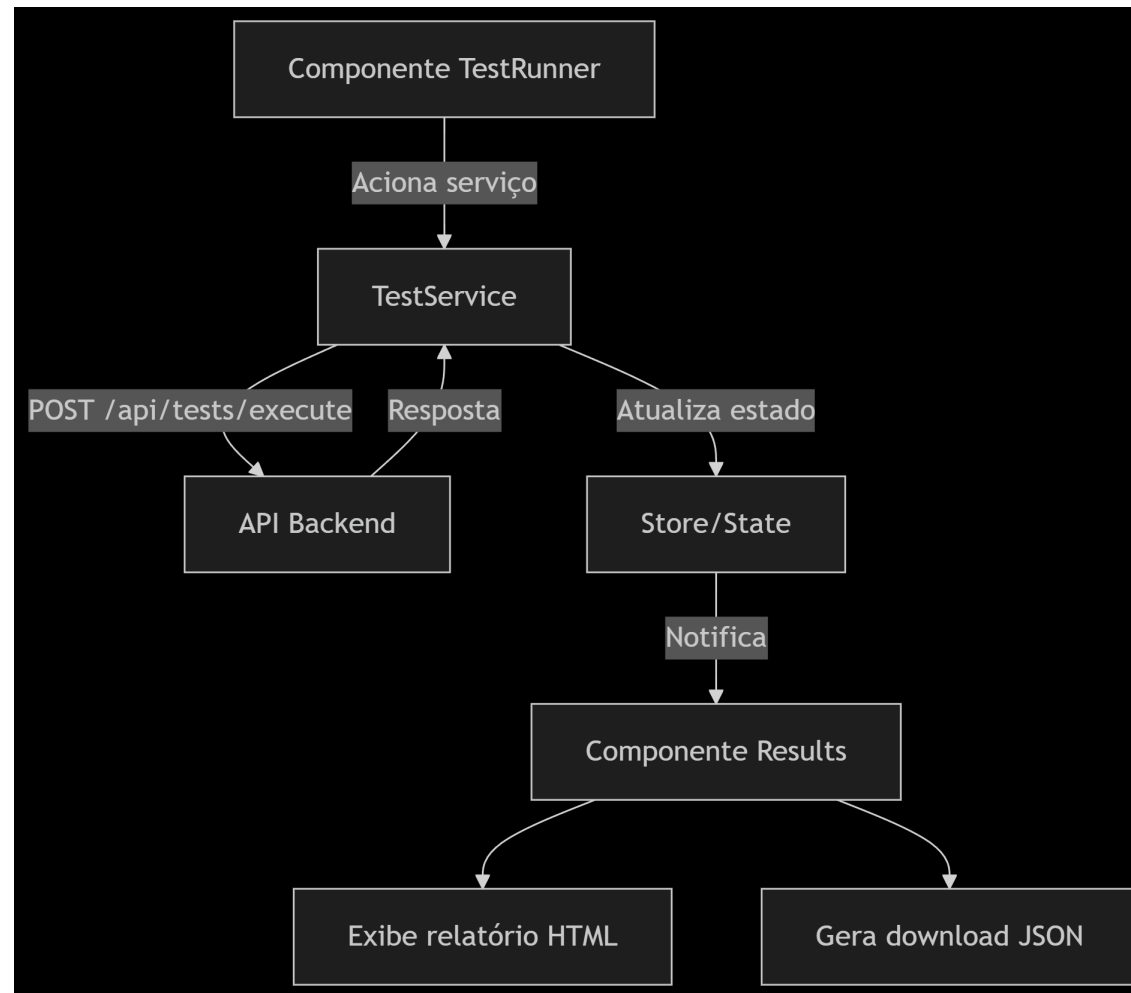 Componente TestRunner
Aciona serviço
TestService
POST /api/tests/execute
Resposta
Atualiza estado
API Backend
Store/State
Notifica
Componente Results
Exibe relatório HTML
Gera download JSON